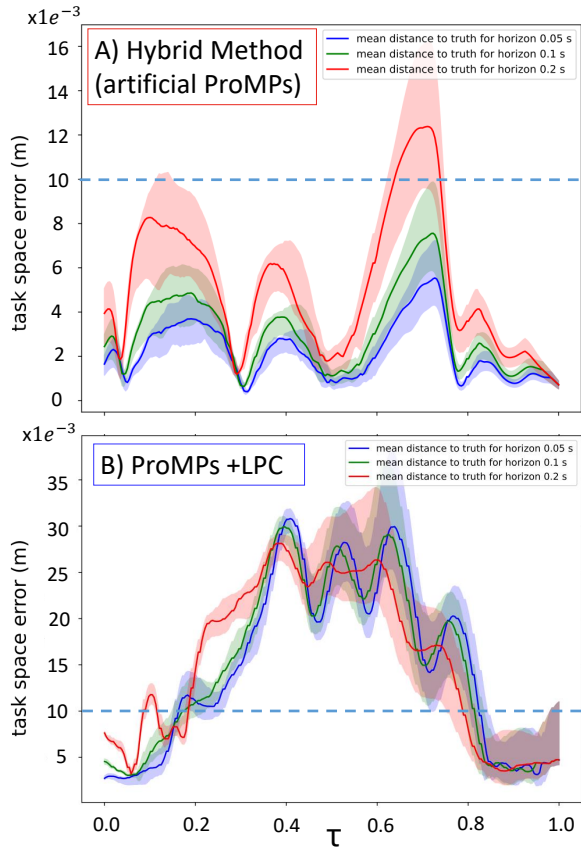 x1e⁻³
16
14
12
10
8
6
4
2
0
task space error (m)
A) Hybrid Method
(artificial ProMPs)
mean distance to truth for horizon 0.05 s
mean distance to truth for horizon 0.1 s
mean distance to truth for horizon 0.2 s
x1e⁻³
30
25
20
15
10
5
task space error (m)
B) ProMPs +LPC
mean distance to truth for horizon 0.05 s
mean distance to truth for horizon 0.1 s
mean distance to truth for horizon 0.2 s
0.0 0.2 0.4 0.6 0.8 1.0
τ